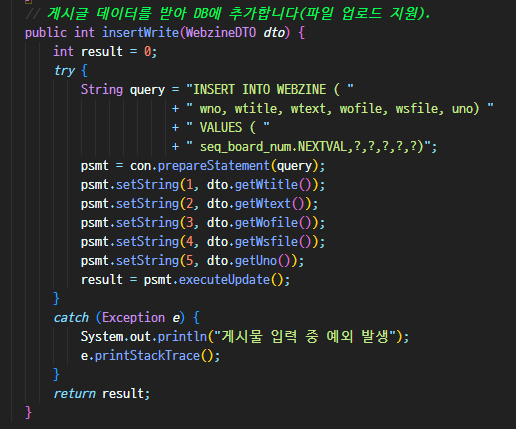 // 게시글 데이터를 받아 DB에 추가합니다(파일 업로드 지원).
public int insertWrite(WebzineDTO dto) {
int result = 0;
try {
String query = "INSERT INTO WEBZINE ( "
+ " wno, wtitle, wtext, wofile, wsfile, uno) "
+ " VALUES ( "
+ " seq_board_num.NEXTVAL,?,?,?,?,?)";
psmt = con.prepareStatement(query);
psmt.setString(1, dto.getWtitle());
psmt.setString(2, dto.getWtext());
psmt.setString(3, dto.getWofile());
psmt.setString(4, dto.getWsfile());
psmt.setString(5, dto.getUno());
result = psmt.executeUpdate();
}
catch (Exception e) {
System.out.println("게시물 입력 중 예외 발생");
e.printStackTrace();
}
return result;
}